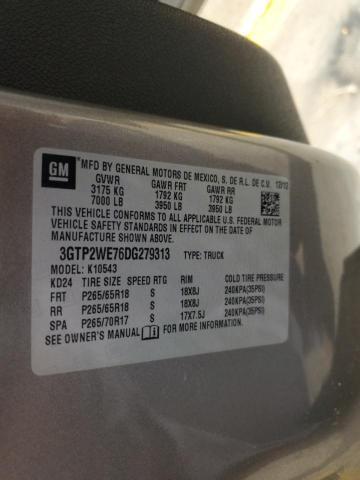 GM
MFD BY GENERAL MOTORS DE MEXICO, S. DE R.L. DE C.V. 12/12
GVWR GAWR FRT GAWR RR
3175 KG 1792 KG 1792 KG
7000 LB 3950 LB 3950 LB
THIS VEHICLE CONFORMS TO ALL APPLICABLE U.S. FEDERAL MOTOR
VEHICLE SAFETY STANDARDS IN EFFECT ON THE DATE OF
MANUFACTURE SHOWN ABOVE.
3GTP2WE76DG279313 TYPE: TRUCK
MODEL: K10543
KD24 TIRE SIZE SPEED RTG RIM COLD TIRE PRESSURE
FRT P265/65R18 S 18X8J 240KPA(35PSI)
RR P265/65R18 S 18X8J 240KPA(35PSI)
SPA P265/70R17 S 17X7.5J 240KPA(35PSI)
SEE OWNER'S MANUAL FOR ADDITIONAL INFORMATION.